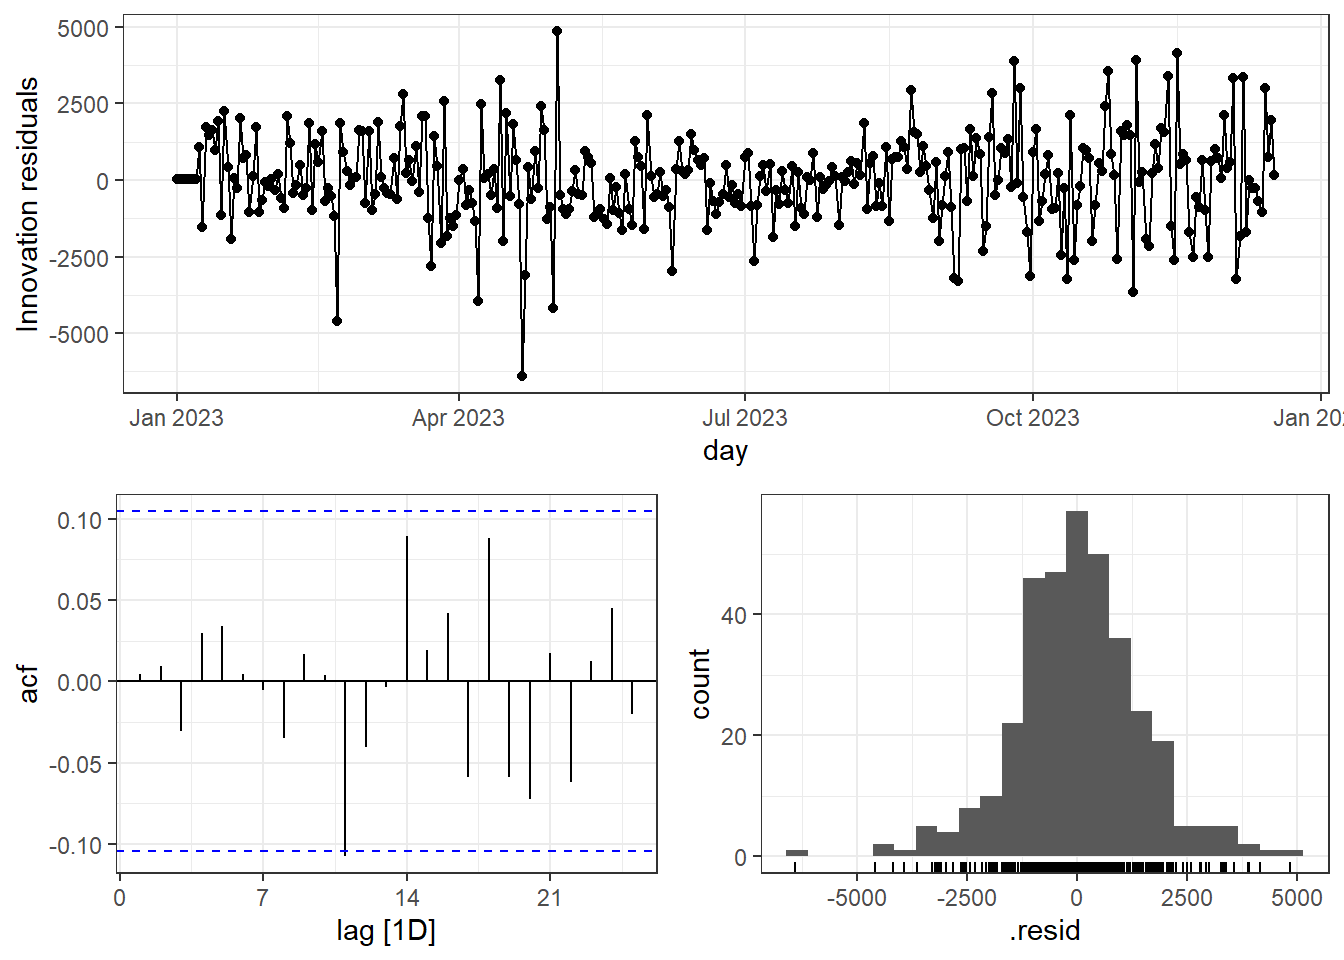 Innovation residuals
5000
2500
0
-2500
-5000
Jan 2023 Apr 2023 Jul 2023 Oct 2023 Jan 202
day
acf
0.10
0.05
0.00
-0.05
-0.10
0 7 14 21
lag [1D]
count
40
20
0
-5000 -2500 0 2500 5000
.resid